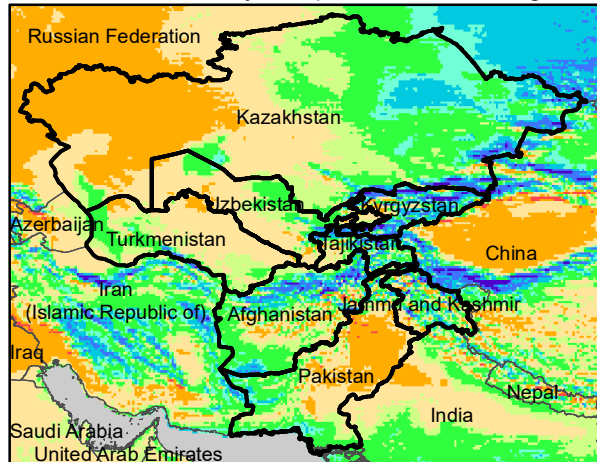 Russian Federation
Kazakhstan
Uzbekistan
Kyrgyzstan
Azerbaijan
Turkmenistan
Tajikistan
China
Iran
(Islamic Republic of)
Afghanistan
Jammu and Kashmir
Iraq
Pakistan
Nepal
India
Saudi Arabia
United Arab Emirates